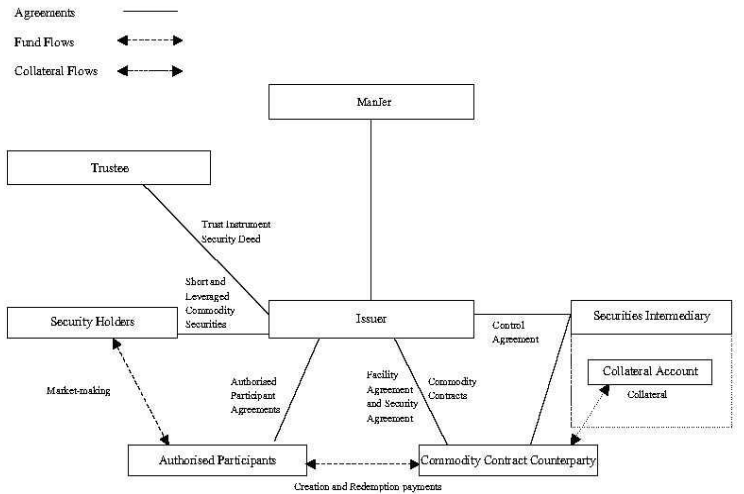 Agreements
Fund Flows
Collateral Flows
ManJer
Trustee
Trust Instrument
Security Deed
Short and
Leveraged
Commodity
Securities
Security Holders
Issuer
Securities Intermediary
Control
Agreement
Collateral Account
Collateral
Market-making
Authorised
Participant
Agreements
Facility
Agreement
and Security
Agreement
Commodity
Contracts
Authorised Participants
Commodity Contract Counterparty
Creation and Redemption payments